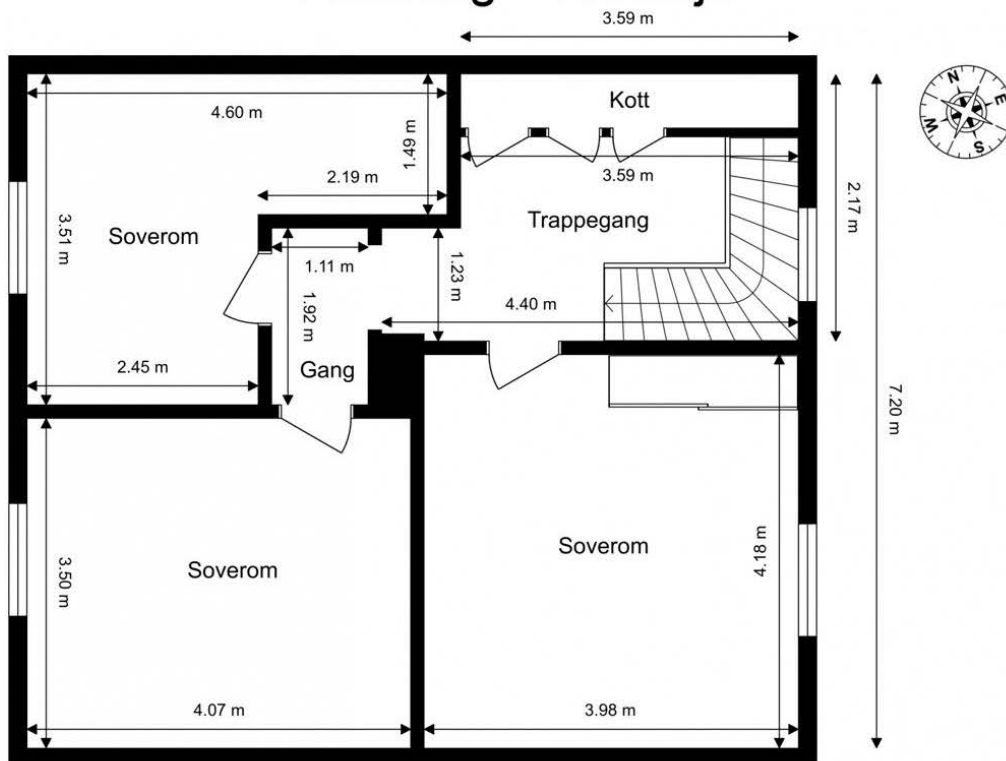 3.59 m
Kott
N
E
W
S
4.60 m
1.49 m
2.19 m
3.59 m
2.17 m
Trappegang
3.51 m
Soverom
1.11 m
1.23 m
1.92 m
4.40 m
2.45 m
Gang
7.20 m
3.50 m
Soverom
Soverom
4.18 m
4.07 m
3.98 m